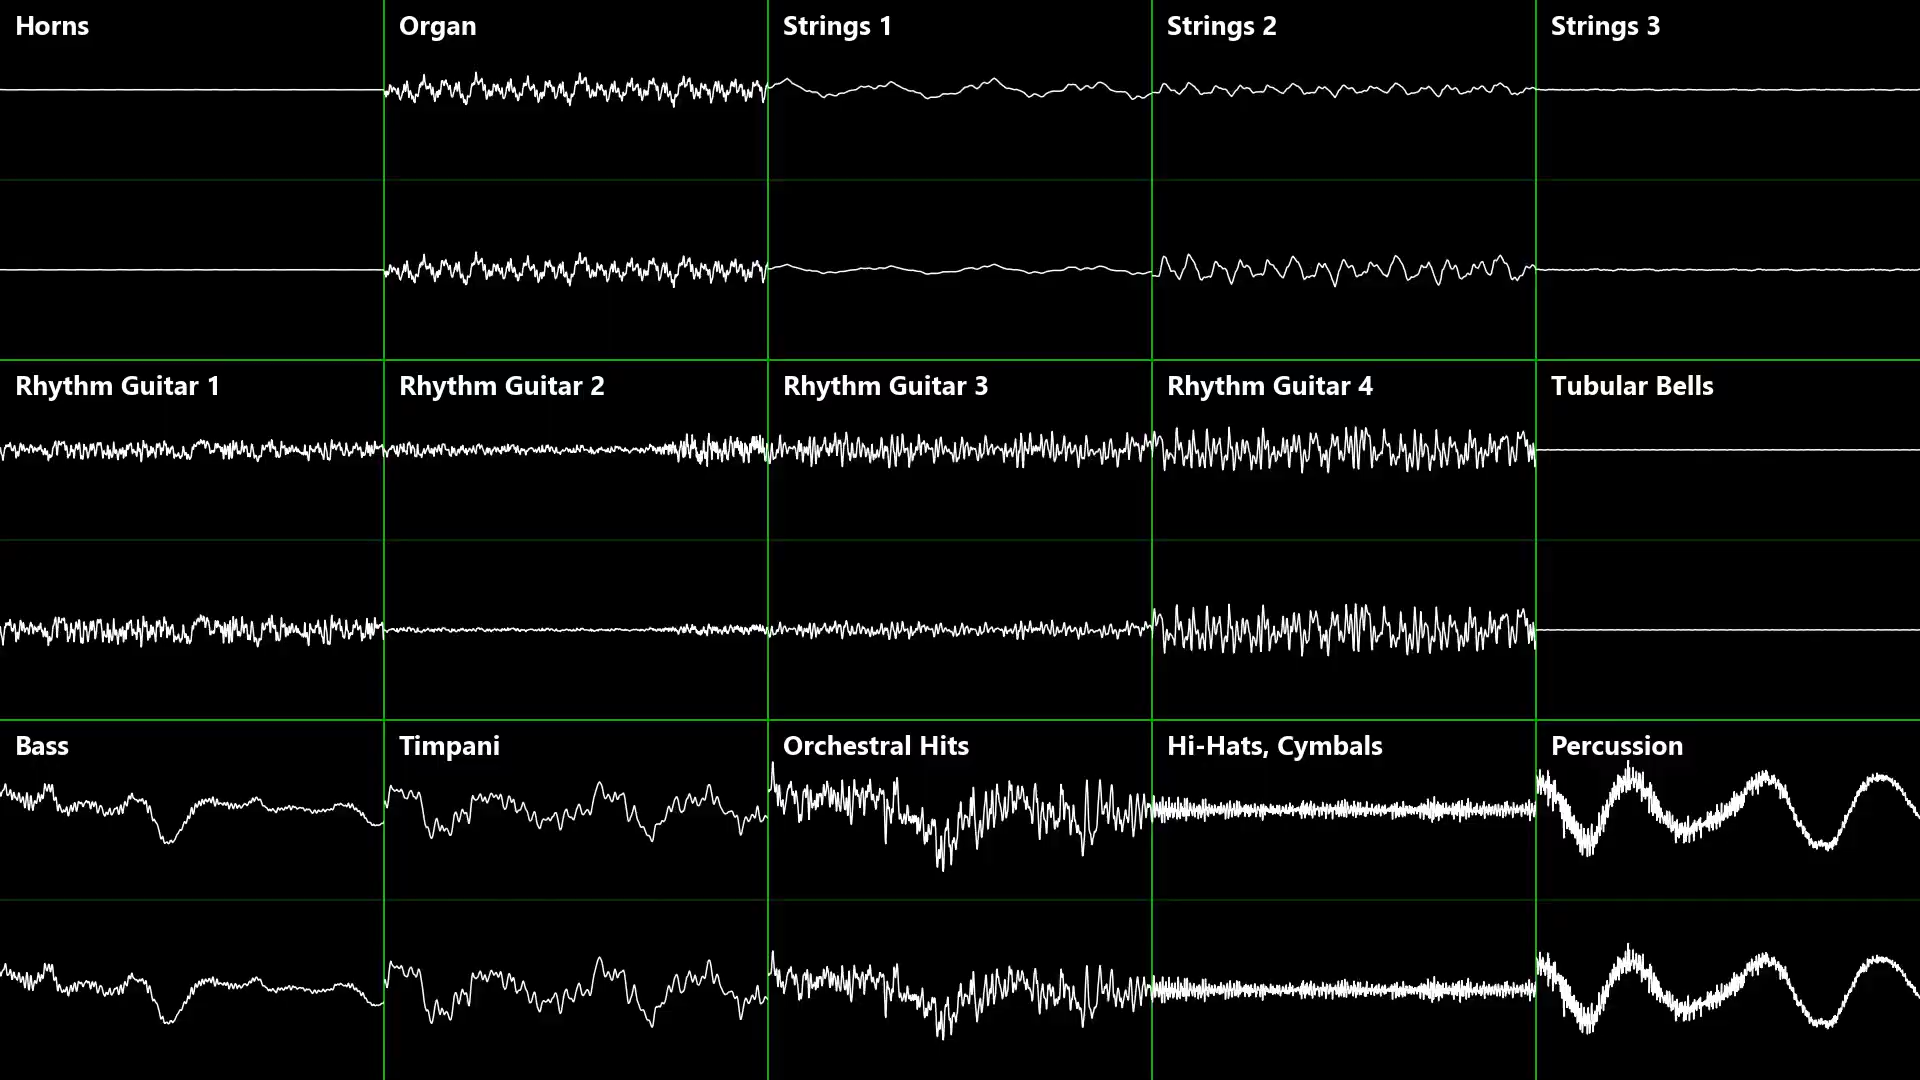 Horns
Organ
Strings 1
Strings 2
Strings 3
Rhythm Guitar 1
Rhythm Guitar 2
Rhythm Guitar 3
Rhythm Guitar 4
Tubular Bells
Bass
Timpani
Orchestral Hits
Hi-Hats, Cymbals
Percussion